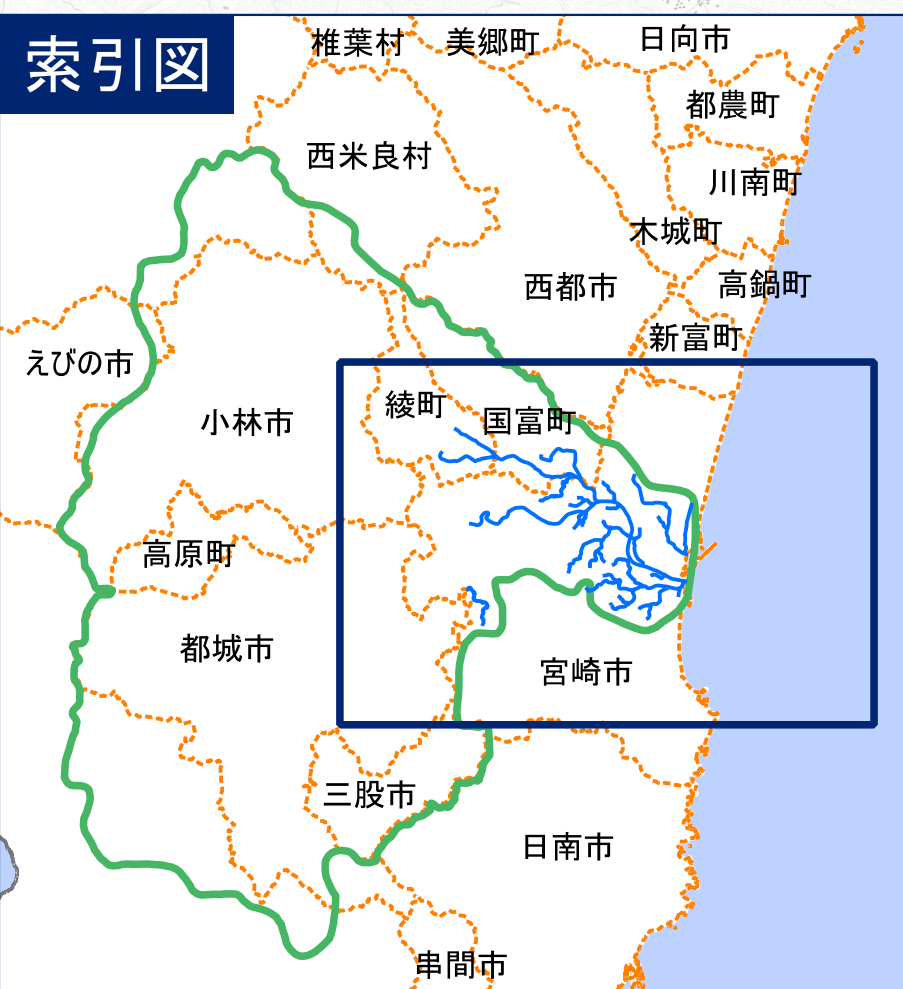 索引図
椎葉村
美郷町
日向市
都農町
西米良村
川南町
木城町
西都市
高鍋町
新富町
えびの市
綾町
小林市
国富町
高原町
都城市
宮崎市
三股市
日南市
串間市